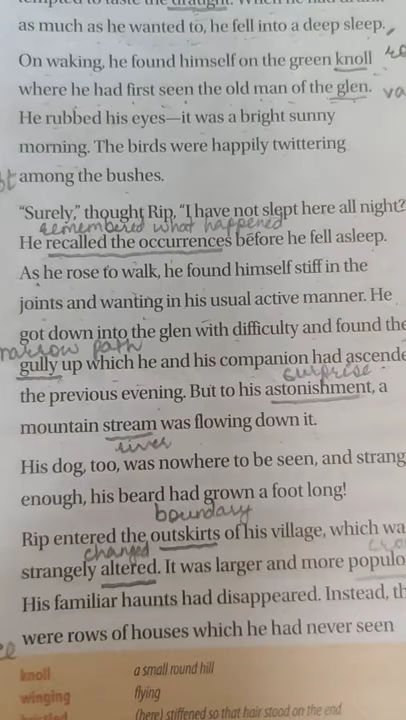 draught.
as much as he wanted to, he fell into a deep sleep.
On waking, he found himself on the green knoll
where he had first seen the old man of the glen.
va
He rubbed his eyes—it was a bright sunny
morning. The birds were happily twittering
among the bushes.
"Surely," thought Rip, "I have not slept here all night?
remembered what happened
He recalled the occurrences before he fell asleep.
As he rose to walk, he found himself stiff in the
joints and wanting in his usual active manner. He
got down into the glen with difficulty and found the
narrow path
gully up which he and his companion had ascende
surprise
the previous evening. But to his astonishment, a
mountain stream was flowing down it.
river
His dog, too, was nowhere to be seen, and strang
enough, his beard had grown a foot long!
boundary
Rip entered the outskirts of his village, which wa
changed cro
strangely altered. It was larger and more populo
His familiar haunts had disappeared. Instead, th
were rows of houses which he had never seen
knoll a small round hill
winging flying
bristled (here) stiffened so that hair stood on the end